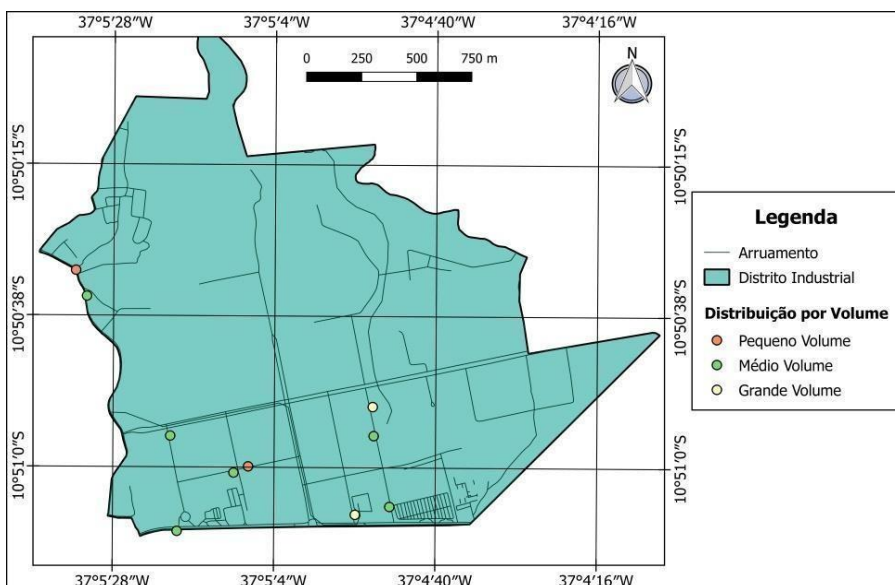 37°5'28"W 37°5'4"W 37°4'40"W 37°4'16"W
0 250 500 750 m
N
10°50'15"S 10°50'15"S
10°50'38"S 10°50'38"S
10°51'0"S 10°51'0"S
37°5'28"W 37°5'4"W 37°4'40"W 37°4'16"W
Legenda
Arruamento
Distrito Industrial
Distribuição por Volume
Pequeno Volume
Médio Volume
Grande Volume